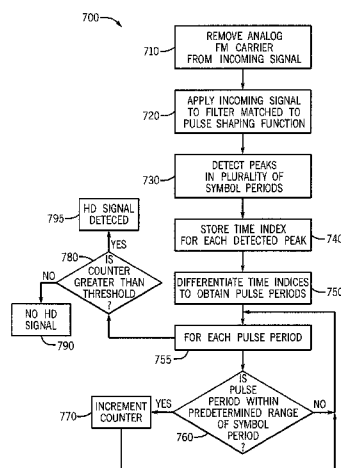 700
710
REMOVE ANALOG
FM CARRIER
FROM INCOMING SIGNAL
720
APPLY INCOMING SIGNAL
TO FILTER MATCHED TO
PULSE SHAPING FUNCTION
730
DETECT PEAKS
IN PLURALITY OF
SYMBOL PERIODS
795
HD SIGNAL
DETECED
740
STORE TIME INDEX
FOR EACH DETECTED PEAK
780
YES
IS
COUNTER
GREATER THAN
THRESHOLD
?
NO
750
DIFFERENTIATE TIME INDICES
TO OBTAIN PULSE PERIODS
NO HD
SIGNAL
790
FOR EACH PULSE PERIOD
755
IS
PULSE
PERIOD WITHIN
PREDETERMINED RANGE
OF SYMBOL
PERIOD
?
YES
NO
760
770
INCREMENT
COUNTER